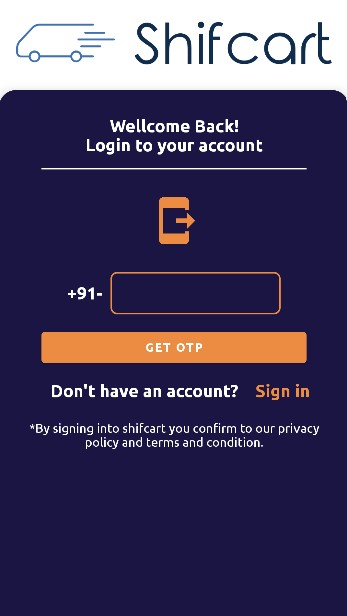 Shifcart
Wellcome Back!
Login to your account
+91-
GET OTP
Don't have an account? Sign in
*By signing into shifcart you confirm to our privacy
policy and terms and condition.